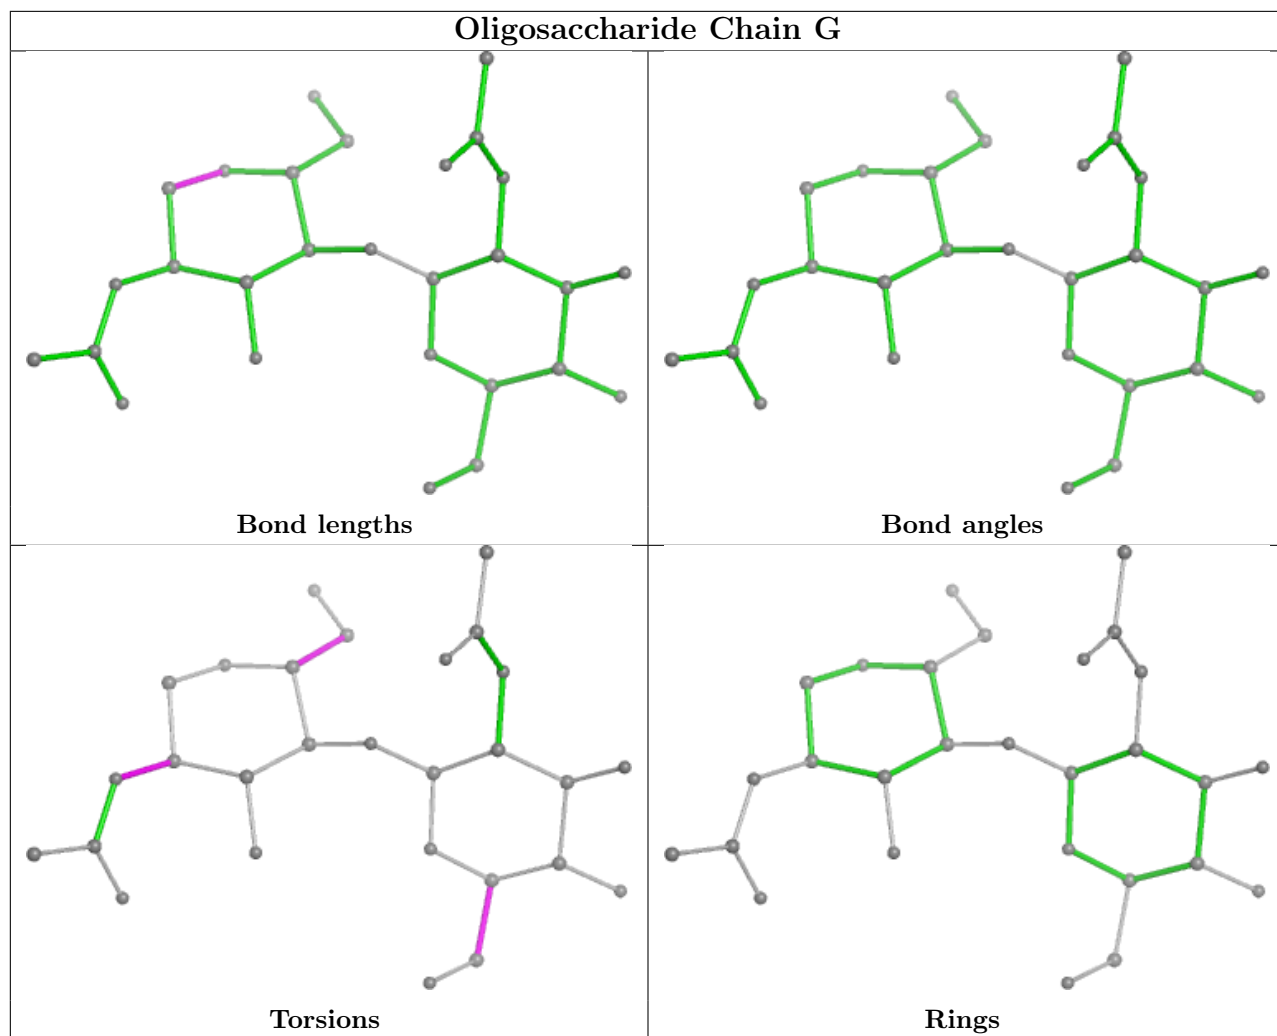 Oligosaccharide Chain G
Bond lengths
Bond angles
Torsions
Rings